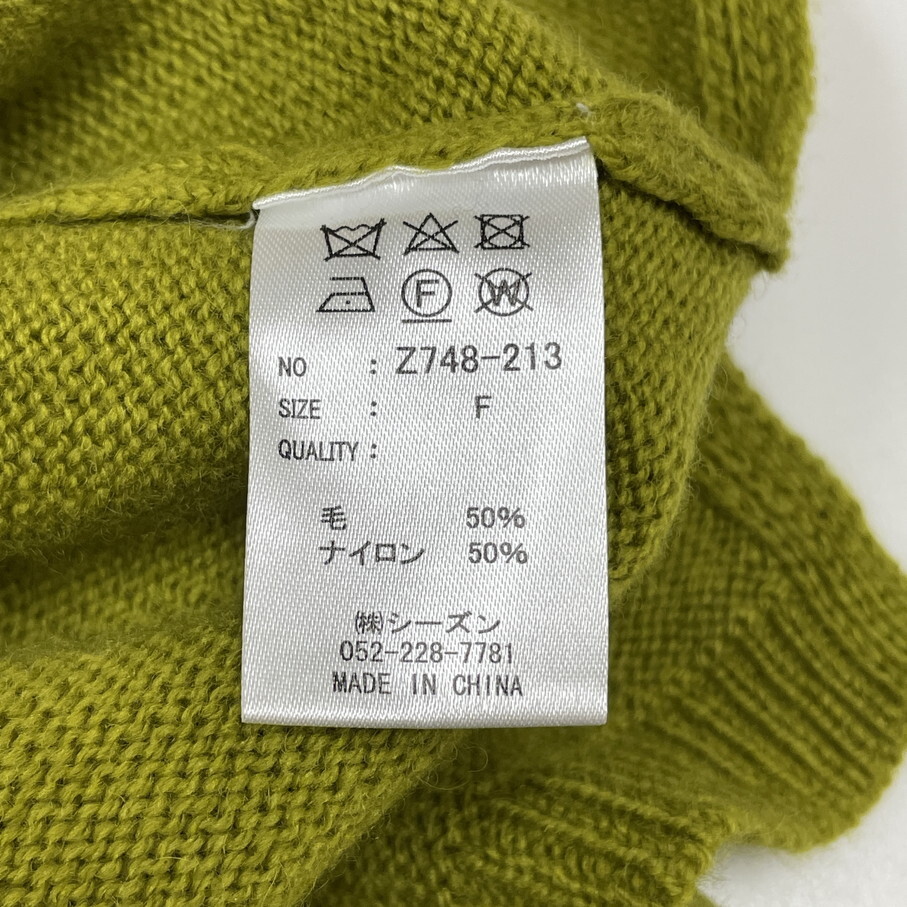 F W
NO : Z748-213
SIZE : F
QUALITY :
毛 50%
ナイロン 50%
㈱シーズン
052-228-7781
MADE IN CHINA